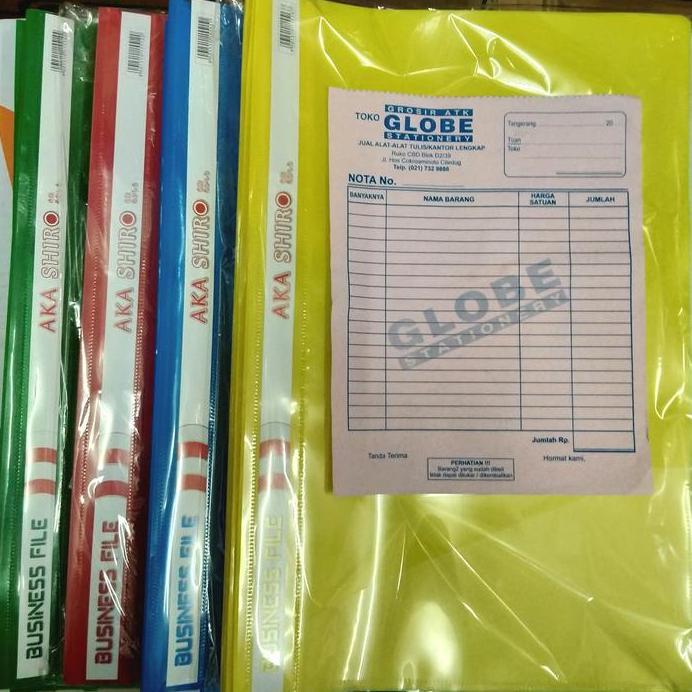 BUSINESS FILE AKA SHIRO
BUSINESS FILE AKA SHIRO
BUSINESS FILE AKA SHIRO
BUSINESS FILE AKA SHIRO
GROSIR ATK
TOKO GLOBE
STATIONERY
JUAL ALAT-ALAT TULIS/KANTOR LENGKAP
Ruko CBD Blok D2/39
Jl. Hos Cokroaminoto Ciledug
Telp. (021) 732 9886
Tangerang, 20
Tuan
Toko
NOTA No.
BANYAKNYA NAMA BARANG HARGA SATUAN JUMLAH
GLOBE
STATIONERY
Jumlah Rp.
Tanda Terima Hormat kami,
PERHATIAN !!!
Barang2 yang sudah dibeli
tidak dapat ditukar / dikembalikan